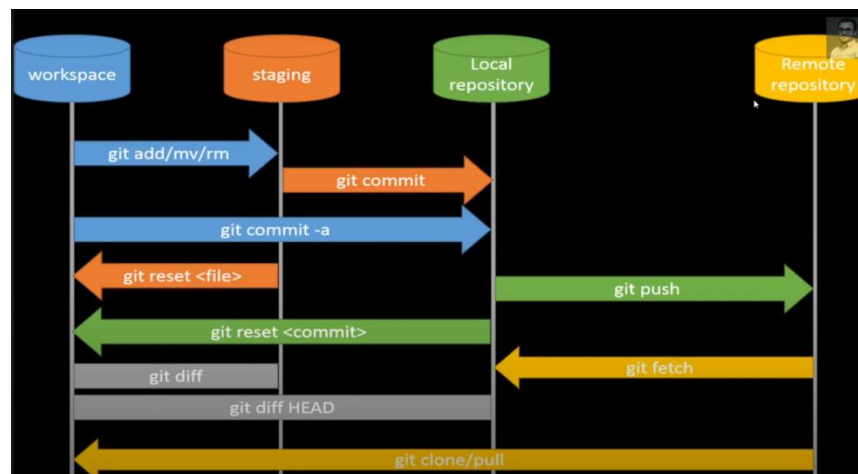 workspace
staging
Local
repository
Remote
repository
git add/mv/rm
git commit
git commit -a
git reset <file>
git push
git reset <commit>
git diff
git fetch
git diff HEAD
git clone/pull